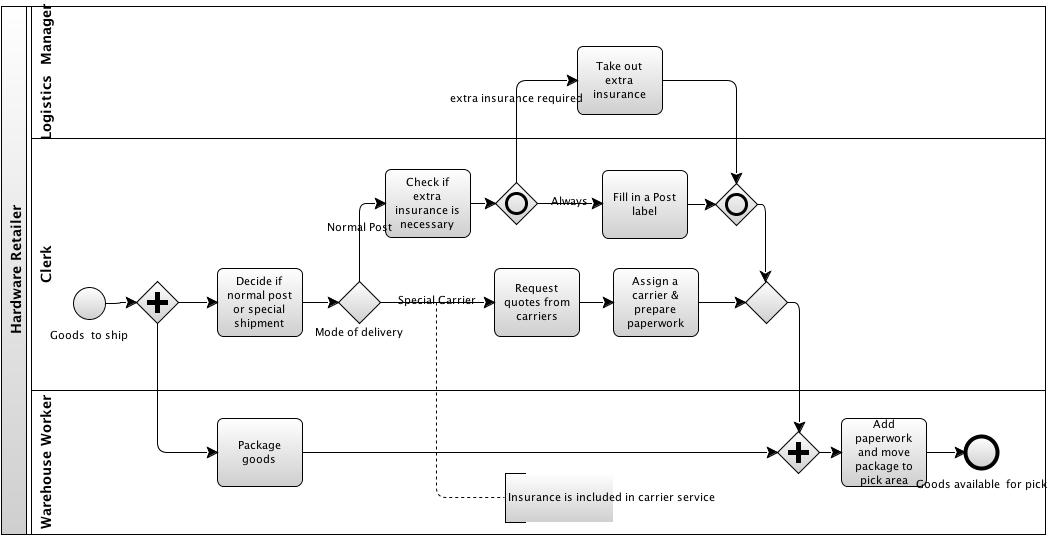 Hardware Retailer
Logistics Manager
Take out
extra
insurance
extra insurance required
Clerk
Check if
extra
insurance is
necessary
Always
Fill in a Post
label
Normal Post
Goods to ship
Decide if
normal post
or special
shipment
Mode of delivery
Special Carrier
Request
quotes from
carriers
Assign a
carrier &
prepare
paperwork
Warehouse Worker
Package
goods
Add
paperwork
and move
package to
pick area
Goods available for pick
Insurance is included in carrier service